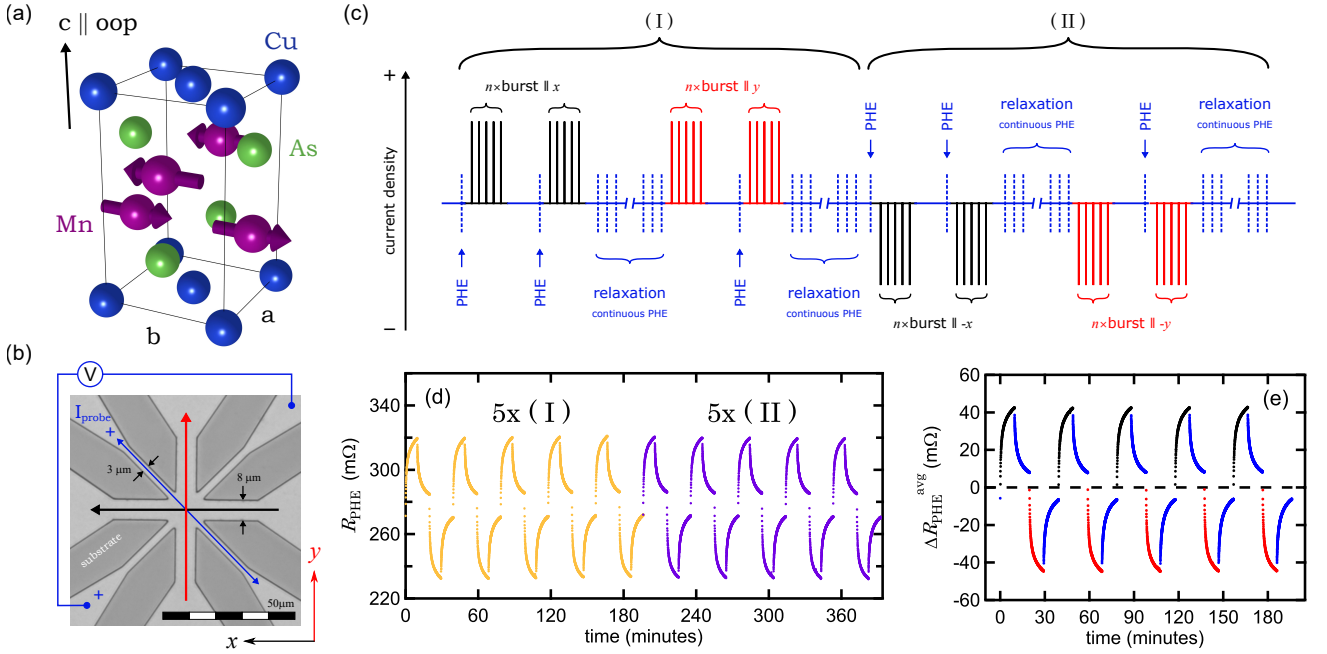 (a)
c || oop
Cu
As
Mn
b
a
(b)
V
I probe
+
3 μm
8 μm
substrate
+
y
50μm
x
(c)
(I)
(II)
+
current density
−
n×burst ∥ x
n×burst ∥ y
PHE
PHE
relaxation
continuous PHE
PHE
relaxation
continuous PHE
PHE
PHE
relaxation
continuous PHE
PHE
relaxation
continuous PHE
n×burst ∥ -x
n×burst ∥ -y
(d)
5x (I)
5x (II)
R_PHE (mΩ)
340
300
260
220
0 60 120 180 240 300 360
time (minutes)
(e)
ΔR_PHE^avg (mΩ)
60
40
20
0
-20
-40
-60
0 30 60 90 120 150 180
time (minutes)